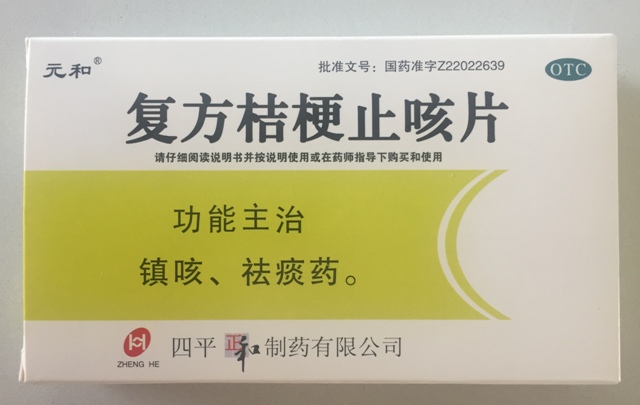 元和®
批准文号：国药准字Z22022639
OTC
复方桔梗止咳片
请仔细阅读说明书并按说明使用或在药师指导下购买和使用
功能主治
镇咳、祛痰药。
ZHENG HE
四平正和制药有限公司